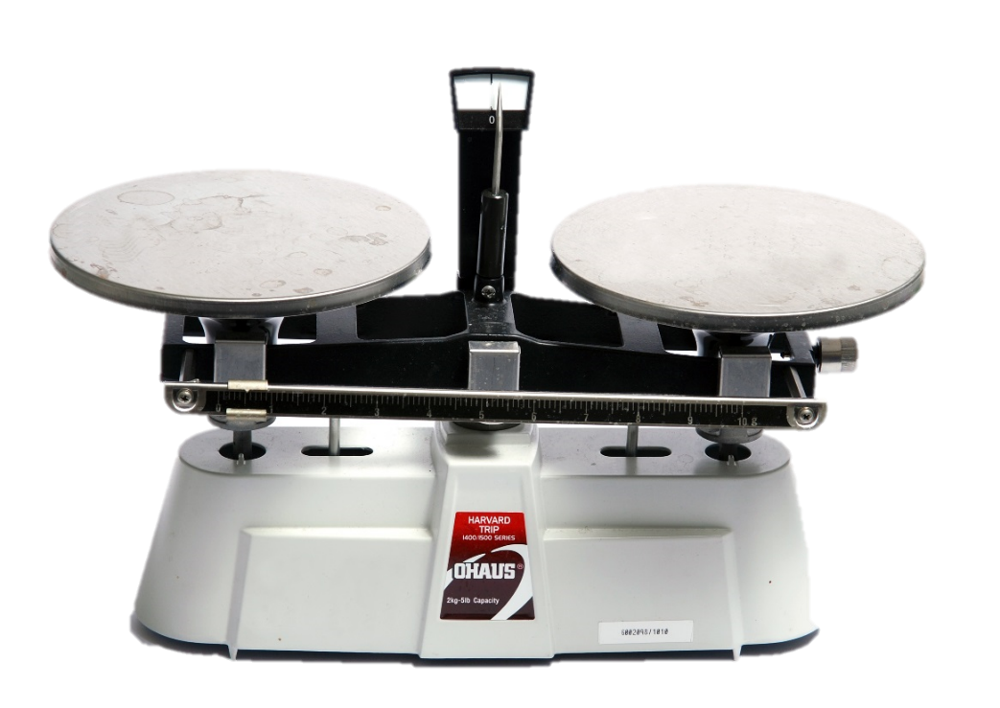 0
0 2 3 4 5 6 7 8 9 10 g
HARVARD
TRIP
1400/1500 SERIES
OHAUS®
2kg-5lb Capacity